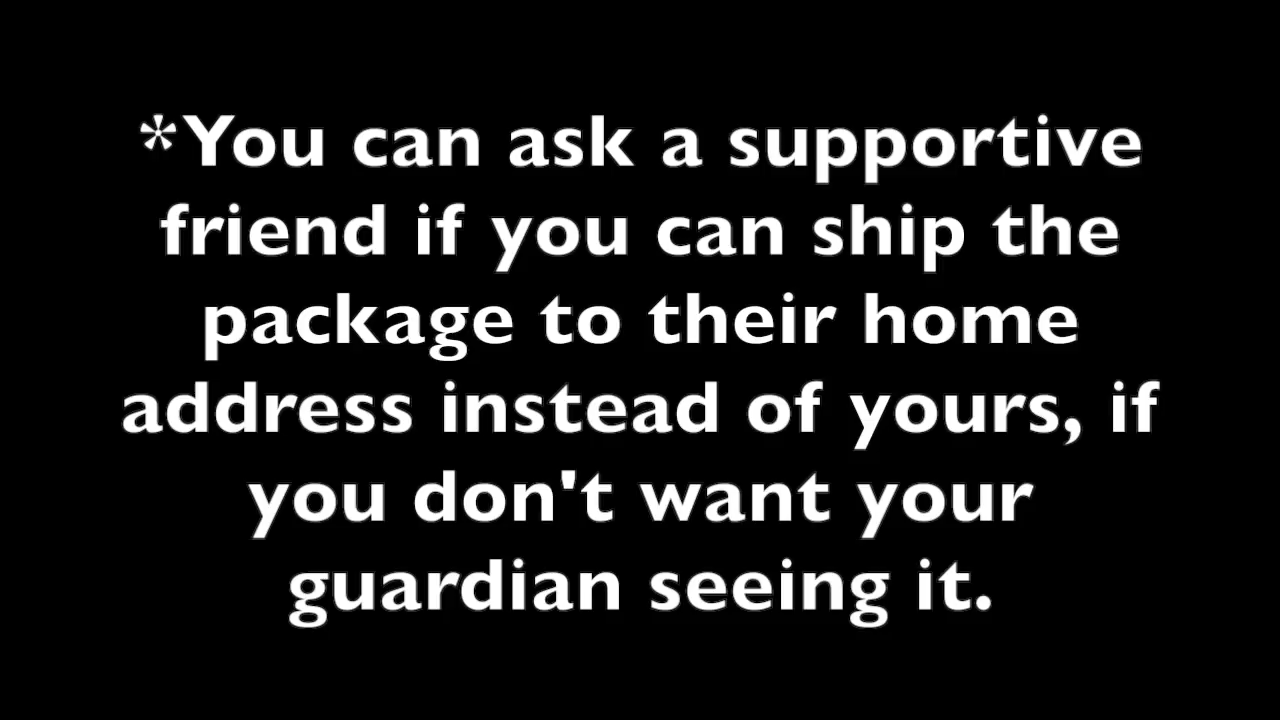 *You can ask a supportive
friend if you can ship the
package to their home
address instead of yours, if
you don't want your
guardian seeing it.